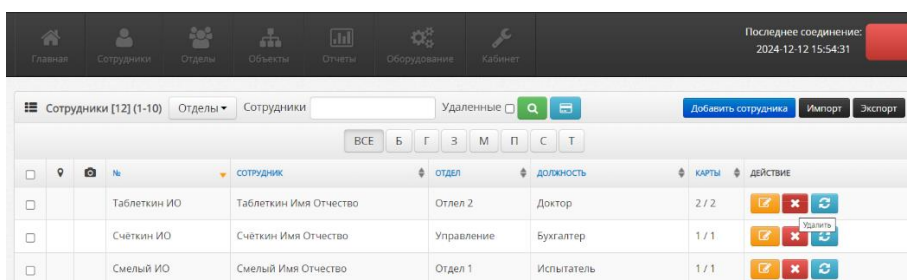 Последнее соединение:
2024-12-12 15:54:31
Главная Сотрудники Отделы Объекты Отчеты Оборудование Кабинет
Сотрудники [12] (1-10) Отделы Сотрудники Удаленные Добавить сотрудника Импорт Экспорт
ВСЕ Б Г З М П С Т
№ СОТРУДНИК ОТДЕЛ ДОЛЖНОСТЬ КАРТЫ ДЕЙСТВИЕ
Таблеткин ИО Таблеткин Имя Отчество Отлел 2 Доктор 2 / 2
Удалить
Счёткин ИО Счёткин Имя Отчество Управление Бухгалтер 1 / 1
Смелый ИО Смелый Имя Отчество Отдел 1 Испытатель 1 / 1